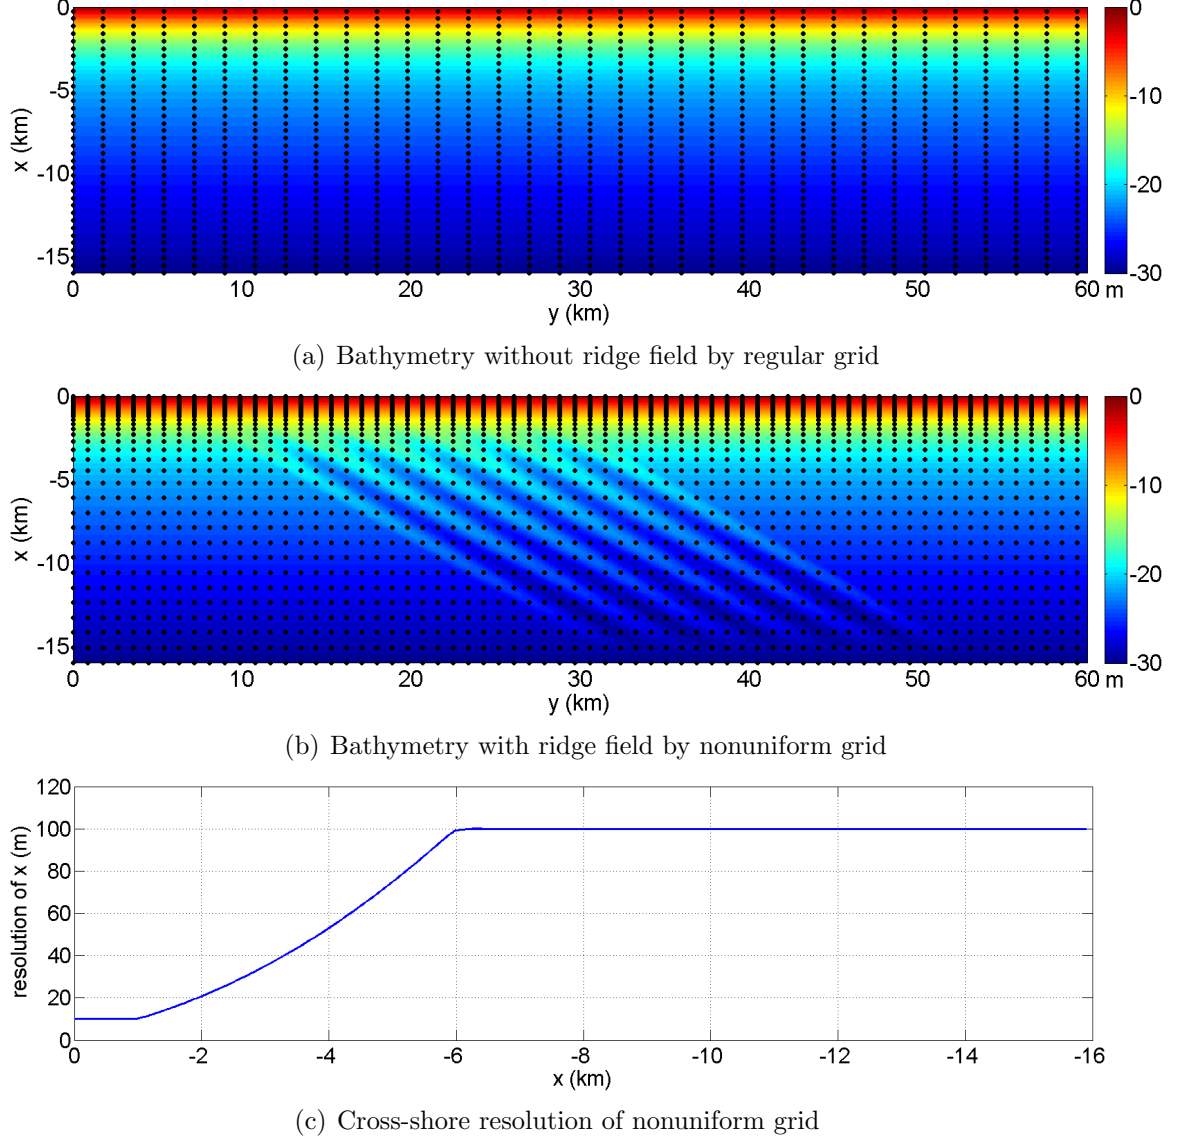 0
-5
-10
-15
x (km)
0 10 20 30 40 50 60 m
y (km)
0
-10
-20
-30
(a) Bathymetry without ridge field by regular grid
0
-5
-10
-15
x (km)
0 10 20 30 40 50 60 m
y (km)
0
-10
-20
-30
(b) Bathymetry with ridge field by nonuniform grid
120
100
80
60
40
20
0
resolution of x (m)
0 -2 -4 -6 -8 -10 -12 -14 -16
x (km)
(c) Cross-shore resolution of nonuniform grid